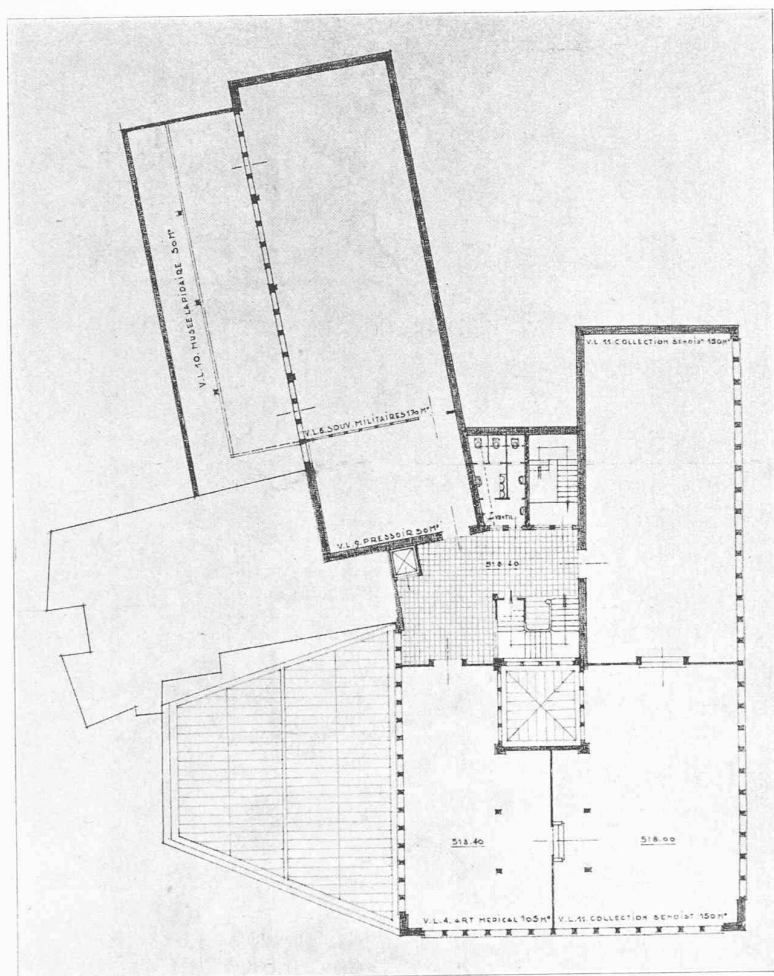 V.L.10. MUSEE LAPIDAIRE 50 M²
V.L.8. SOUV. MILITAIRES 170 M²
V.L.9. PRESSOIR 50 M²
V.L.11. COLLECTION BENOIST 150 M²
VENTIL.
518.40
518.40
518.00
V.L.4. ART MEDICAL 105 M²
V.L.11. COLLECTION BENOIST 150 M²